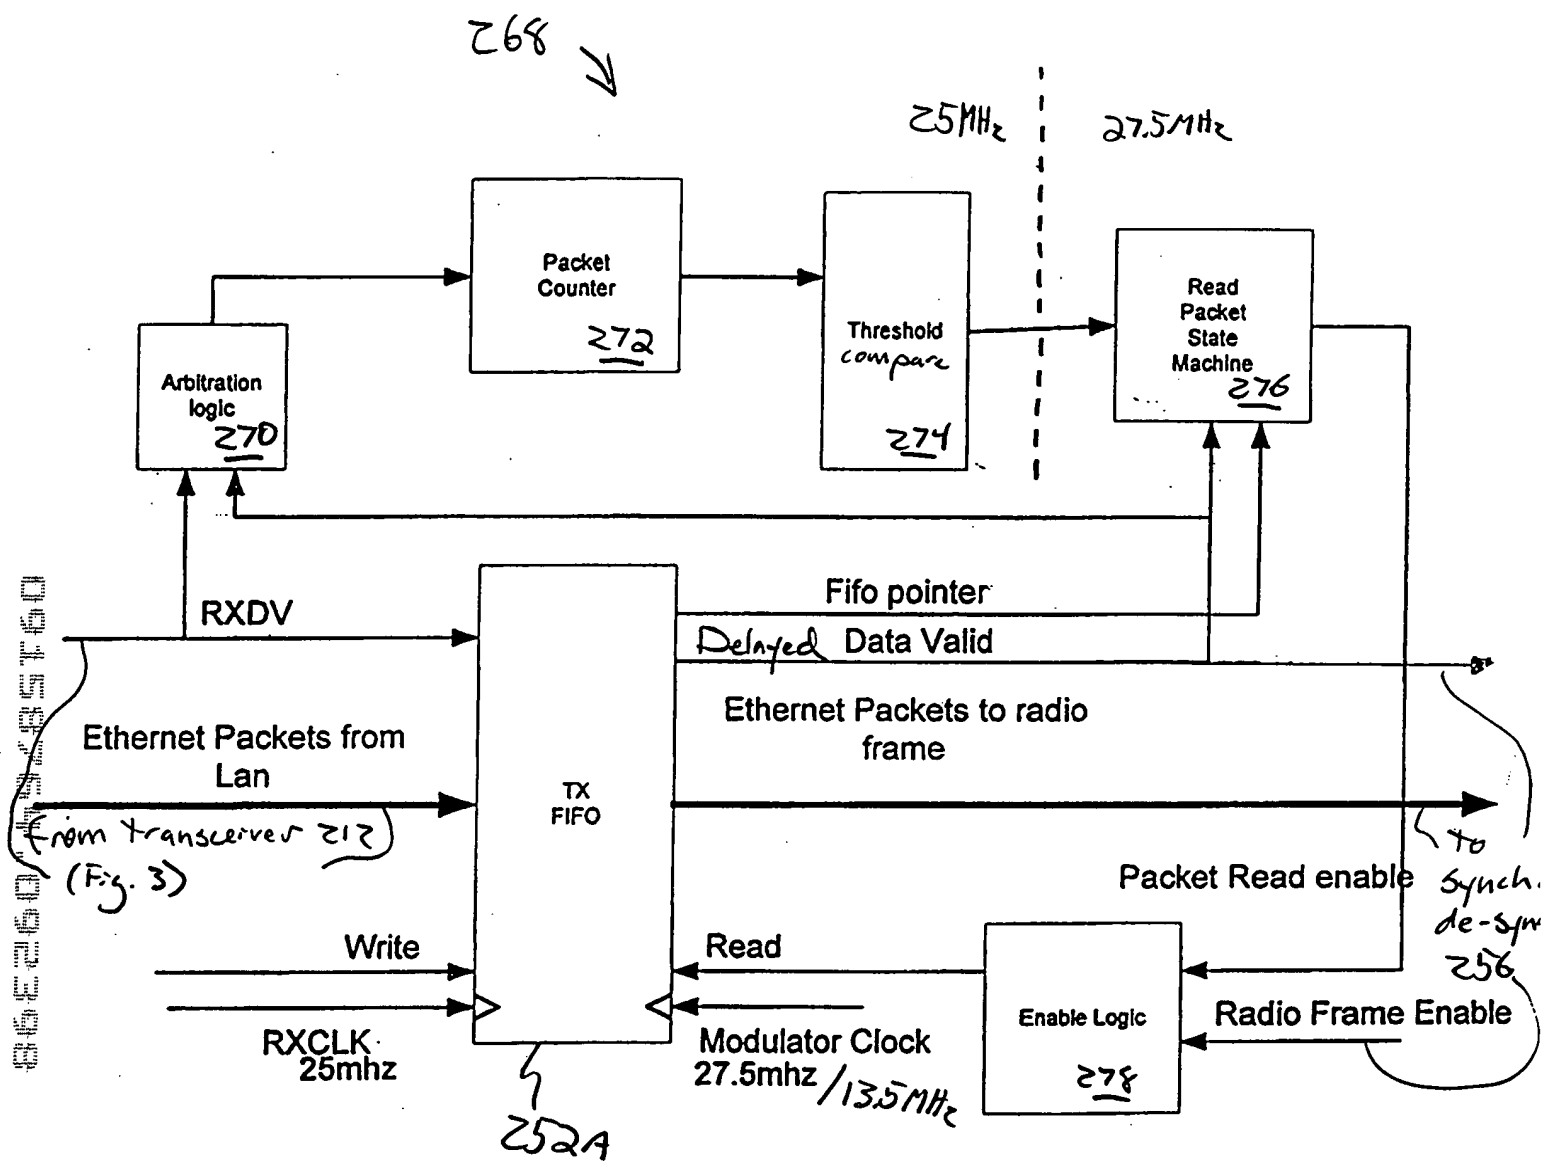 268
25MHz
27.5MHz
Packet
Counter
272
Threshold
compare
274
Read
Packet
State
Machine
276
Arbitration
logic
270
RXDV
Fifo pointer
Delayed Data Valid
Ethernet Packets from
Lan
from transceiver 212
(Fig. 3)
Ethernet Packets to radio
frame
TX
FIFO
to
synch.
de-syn
256
Packet Read enable
Write
Read
RXCLK
25mhz
Modulator Clock
27.5mhz /13.5MHz
Enable Logic
278
Radio Frame Enable
252A